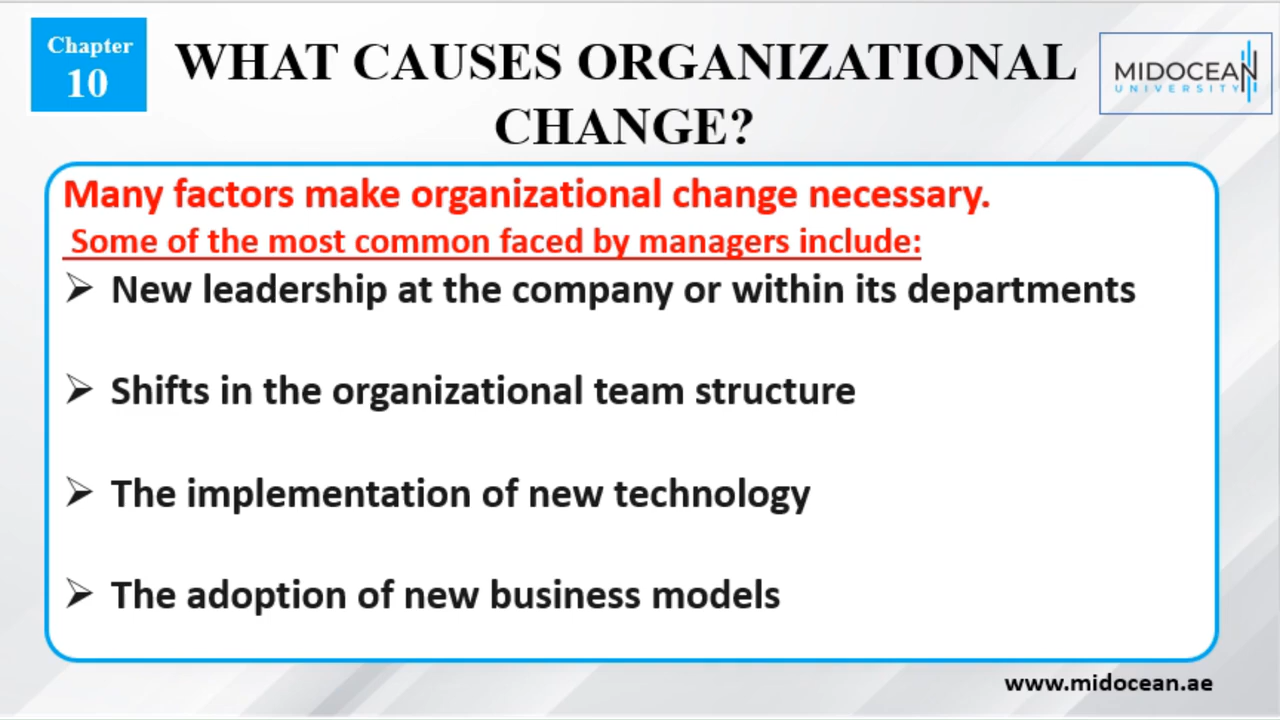 Chapter
10
WHAT CAUSES ORGANIZATIONAL
CHANGE?
MIDOCEAN
UNIVERSITY
Many factors make organizational change necessary.
Some of the most common faced by managers include:
➢ New leadership at the company or within its departments
➢ Shifts in the organizational team structure
➢ The implementation of new technology
➢ The adoption of new business models
www.midocean.ae